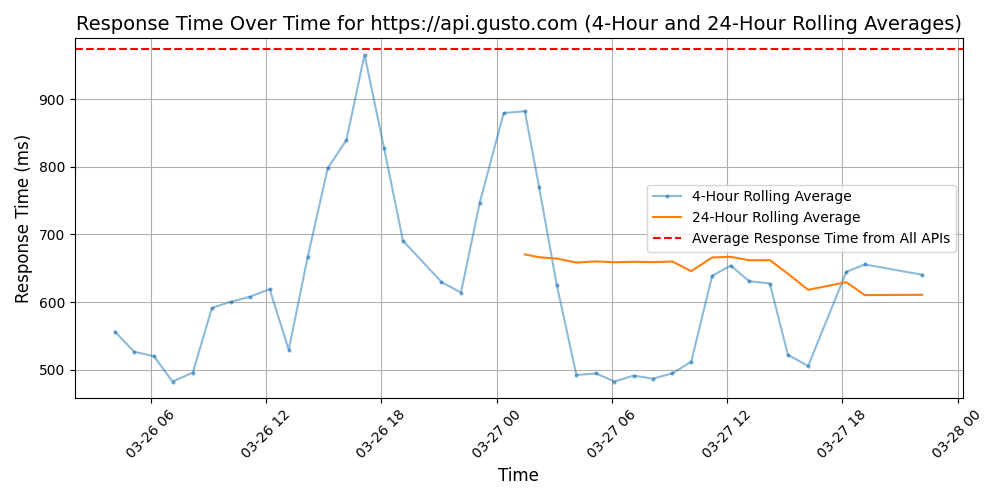 Response Time Over Time for https://api.gusto.com (4-Hour and 24-Hour Rolling Averages)
Response Time (ms)
900
800
700
600
500
4-Hour Rolling Average
24-Hour Rolling Average
Average Response Time from All APIs
03-26 06
03-26 12
03-26 18
03-27 00
03-27 06
03-27 12
03-27 18
03-28 00
Time